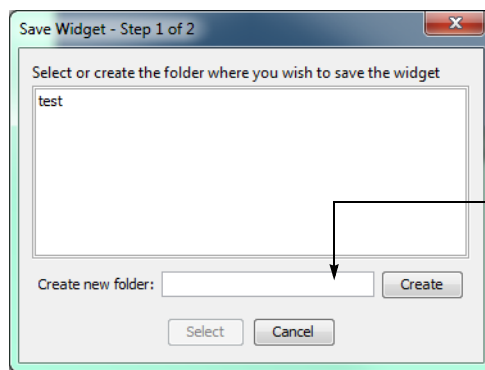 Save Widget - Step 1 of 2
Select or create the folder where you wish to save the widget
test
Create new folder:
Create
Select
Cancel